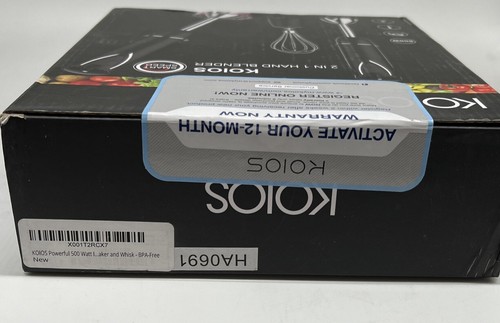 KOIOS
2 IN 1 HAND BLENDER
KOIOS
REGISTER ONLINE NOW!
ACTIVATE YOUR 12-MONTH
WARRANTY NOW
KOIOS
KOIOS
HA0691
X001T2RCX7
KOIOS Powerful 500 Watt t...aker and Whisk - BPA-Free
New